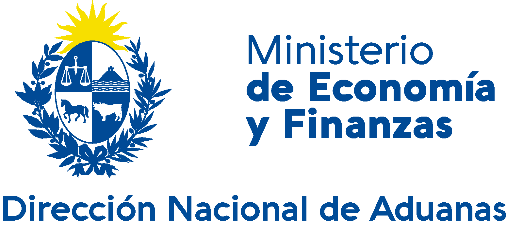 Ministerio
de Economía
y Finanzas
Dirección Nacional de Aduanas